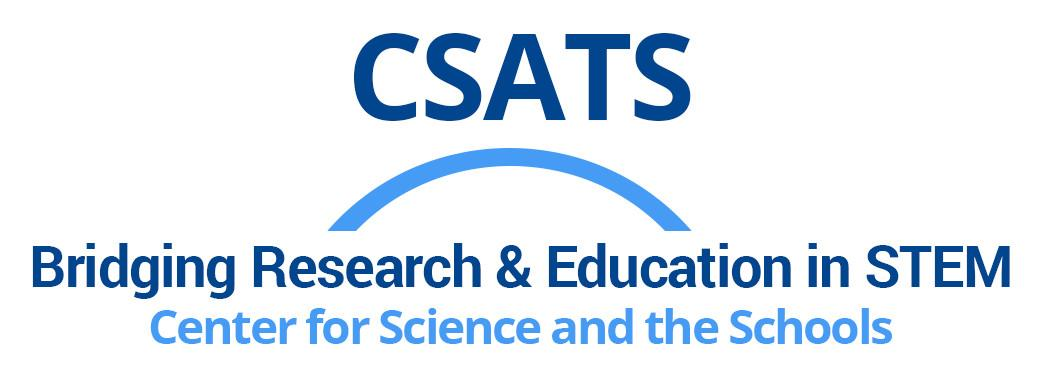 CSATS
Bridging Research & Education in STEM
Center for Science and the Schools